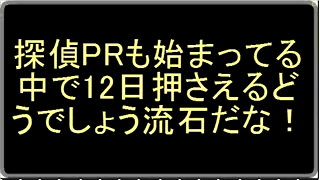 探偵PRも始まってる
中で12日押さえるど
うでしょう流石だな！